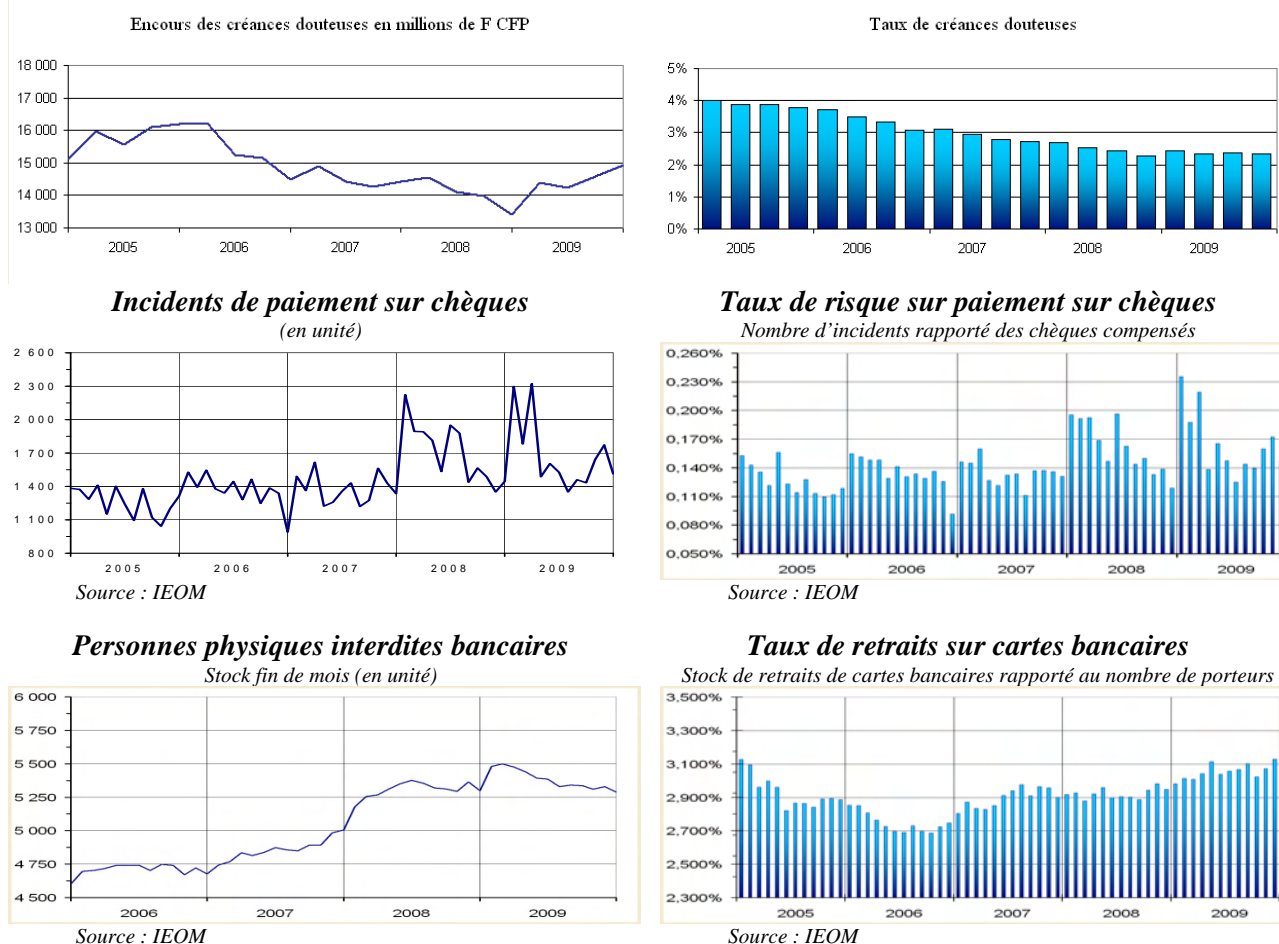 Encours des créances douteuses en millions de F CFP
18 000
17 000
16 000
15 000
14 000
13 000
2005 2006 2007 2008 2009
Taux de créances douteuses
5%
4%
3%
2%
1%
0%
2005 2006 2007 2008 2009
Incidents de paiement sur chèques
(en unité)
2 600
2 300
2 000
1 700
1 400
1 100
800
2005 2006 2007 2008 2009
Source : IEOM
Taux de risque sur paiement sur chèques
Nombre d'incidents rapporté des chèques compensés
0,260%
0,230%
0,200%
0,170%
0,140%
0,110%
0,080%
0,050%
2005 2006 2007 2008 2009
Source : IEOM
Personnes physiques interdites bancaires
Stock fin de mois (en unité)
6 000
5 750
5 500
5 250
5 000
4 750
4 500
2006 2007 2008 2009
Source : IEOM
Taux de retraits sur cartes bancaires
Stock de retraits de cartes bancaires rapporté au nombre de porteurs
3,500%
3,300%
3,100%
2,900%
2,700%
2,500%
2,300%
2005 2006 2007 2008 2009
Source : IEOM